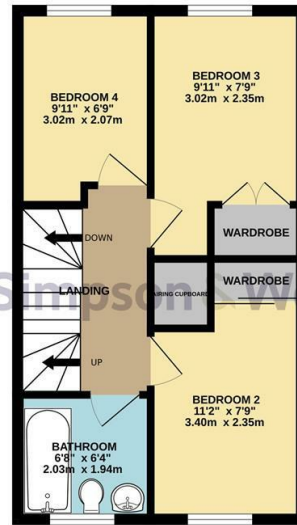 BEDROOM 4
9'11" x 6'9"
3.02m x 2.07m
BEDROOM 3
9'11" x 7'9"
3.02m x 2.35m
WARDROBE
DOWN
LANDING
AIRING CUPBOARD
WARDROBE
Simpson & We
UP
BEDROOM 2
11'2" x 7'9"
3.40m x 2.35m
BATHROOM
6'8" x 6'4"
2.03m x 1.94m